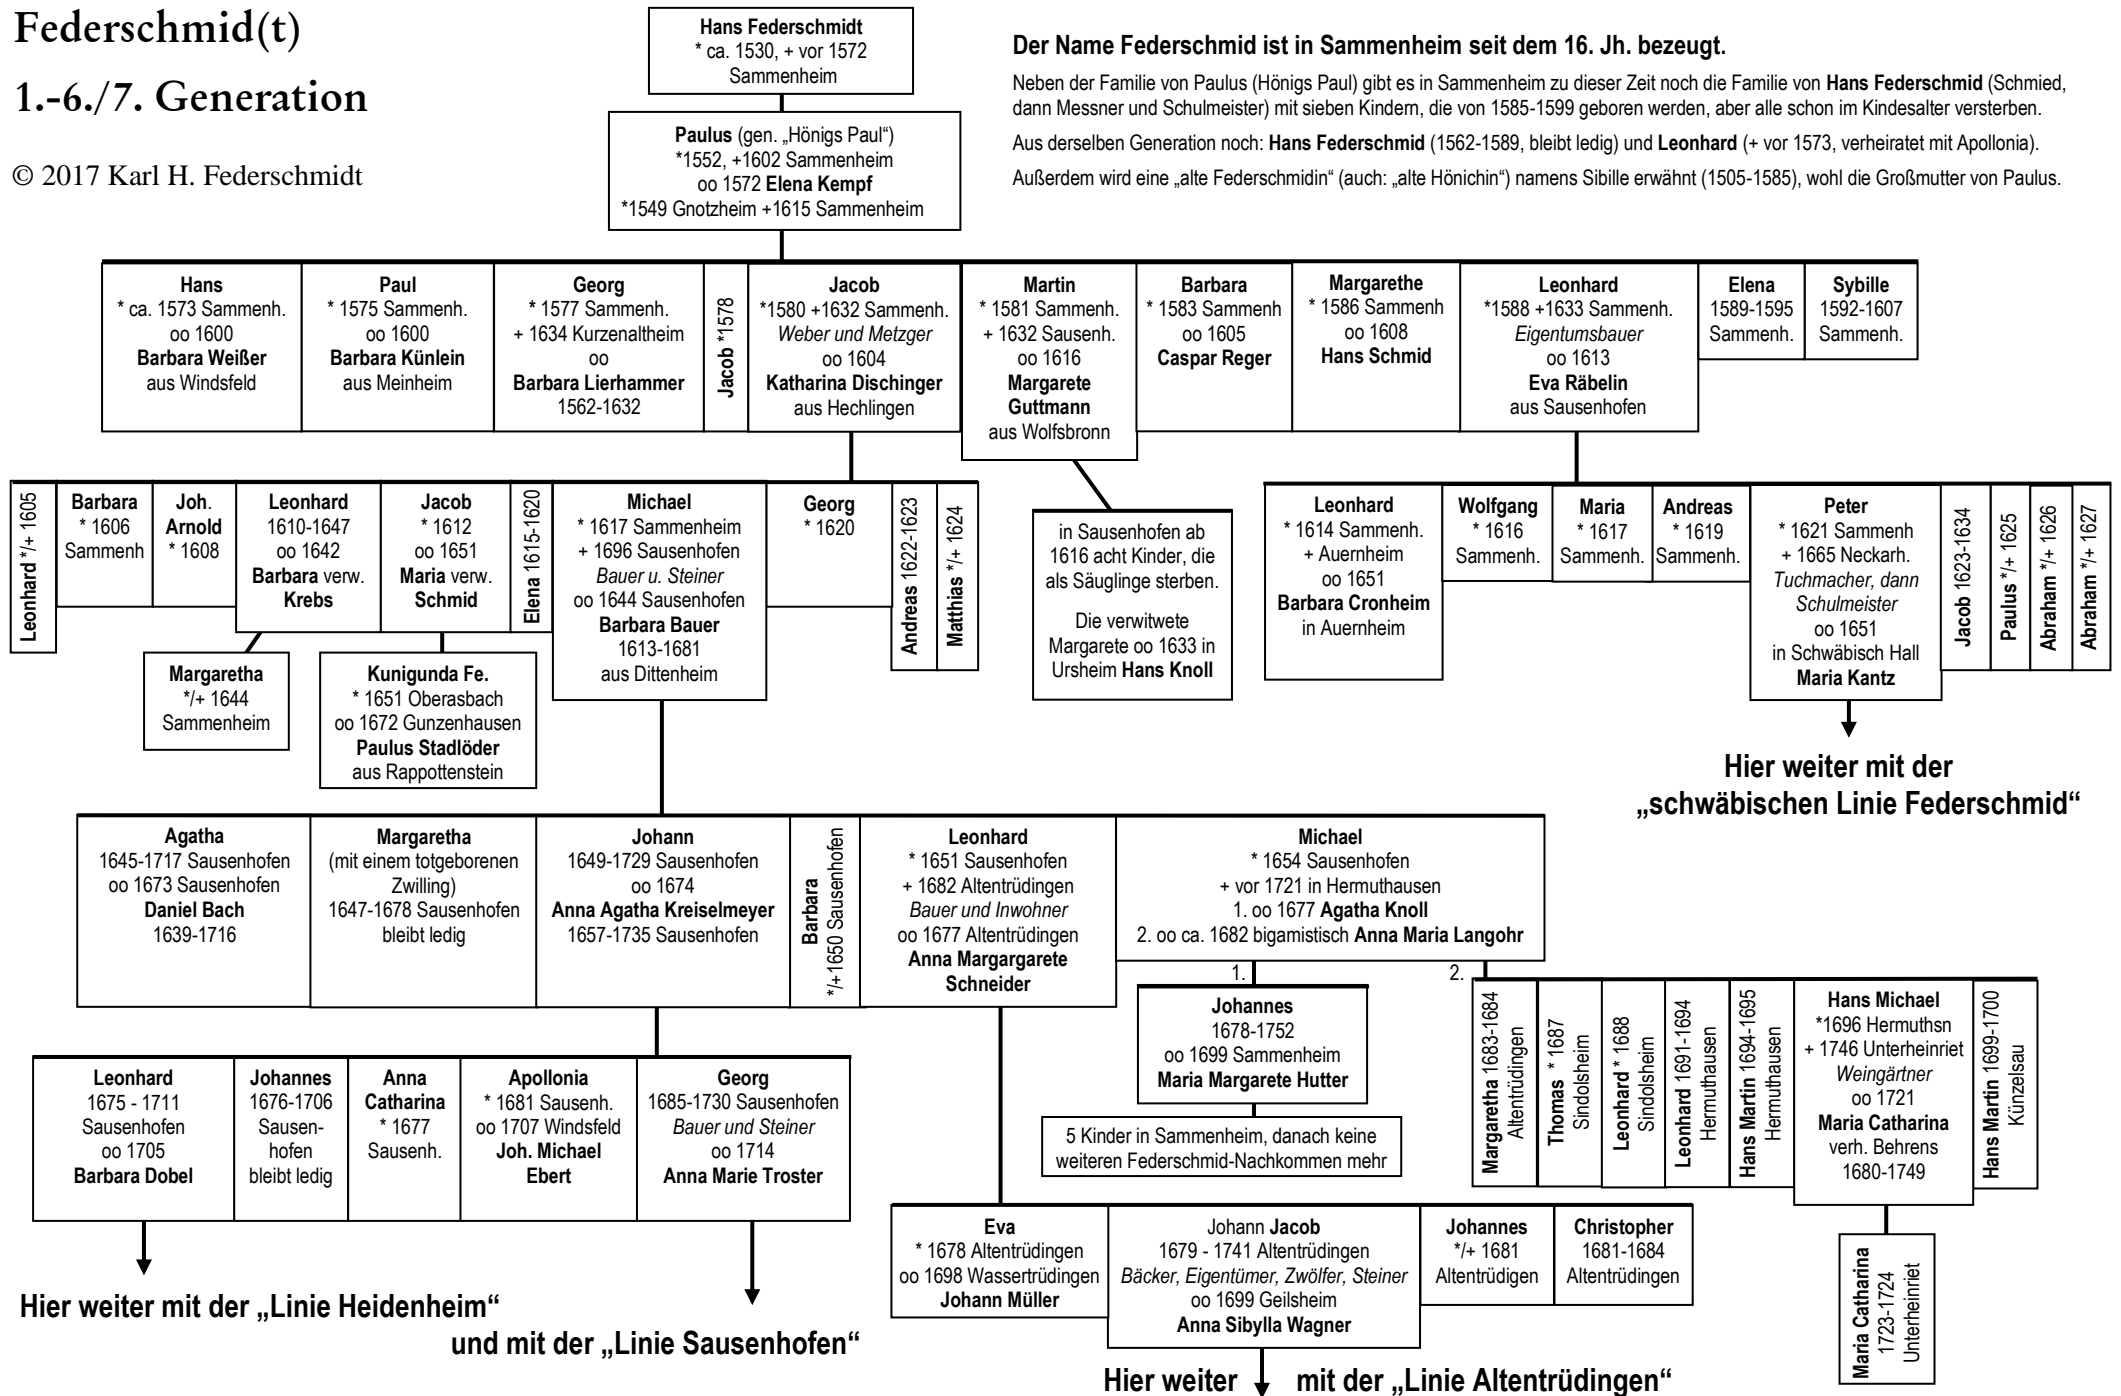 Federschmid(t)
1.-6./7. Generation
© 2017 Karl H. Federschmidt
Hans Federschmidt
* ca. 1530, + vor 1572
Sammenheim
Der Name Federschmid ist in Sammenheim seit dem 16. Jh. bezeugt.
Neben der Familie von Paulus (Hönigs Paul) gibt es in Sammenheim zu dieser Zeit noch die Familie von Hans Federschmid (Schmied,
dann Messner und Schulmeister) mit sieben Kindern, die von 1585-1599 geboren werden, aber alle schon im Kindesalter versterben.
Aus derselben Generation noch: Hans Federschmid (1562-1589, bleibt ledig) und Leonhard (+ vor 1573, verheiratet mit Apollonia).
Außerdem wird eine „alte Federschmidin“ (auch: „alte Hönichin“) namens Sibille erwähnt (1505-1585), wohl die Großmutter von Paulus.
Paulus (gen. „Hönigs Paul“)
*1552, +1602 Sammenheim
oo 1572 Elena Kempf
*1549 Gnotzheim +1615 Sammenheim
Hans
* ca. 1573 Sammenh.
oo 1600
Barbara Weißer
aus Windsfeld
Paul
* 1575 Sammenh.
oo 1600
Barbara Künlein
aus Meinheim
Georg
* 1577 Sammenh.
+ 1634 Kurzenaltheim
oo
Barbara Lierhammer
1562-1632
Jacob *1578
Jacob
*1580 +1632 Sammenh.
Weber und Metzger
oo 1604
Katharina Dischinger
aus Hechlingen
Martin
* 1581 Sammenh.
+ 1632 Sausenh.
oo 1616
Margarete
Guttmann
aus Wolfsbronn
Barbara
* 1583 Sammenh
oo 1605
Caspar Reger
Margarethe
* 1586 Sammenh
oo 1608
Hans Schmid
Leonhard
*1588 +1633 Sammenh.
Eigentumsbauer
oo 1613
Eva Räbelin
aus Sausenhofen
Elena
1589-1595
Sammenh.
Sybille
1592-1607
Sammenh.
Leonhard */+ 1605
Barbara
* 1606
Sammenh
Joh.
Arnold
* 1608
Leonhard
1610-1647
oo 1642
Barbara verw.
Krebs
Jacob
* 1612
oo 1651
Maria verw.
Schmid
Elena 1615-1620
Michael
* 1617 Sammenheim
+ 1696 Sausenhofen
Bauer u. Steiner
oo 1644 Sausenhofen
Barbara Bauer
1613-1681
aus Dittenheim
Georg
* 1620
Andreas 1622-1623
Matthias */+ 1624
in Sausenhofen ab
1616 acht Kinder, die
als Säuglinge sterben.
Die verwitwete
Margarete oo 1633 in
Ursheim Hans Knoll
Leonhard
* 1614 Sammenh.
+ Auernheim
oo 1651
Barbara Cronheim
in Auernheim
Wolfgang
* 1616
Sammenh.
Maria
* 1617
Sammenh.
Andreas
* 1619
Sammenh.
Peter
* 1621 Sammenh
+ 1665 Neckarh.
Tuchmacher, dann
Schulmeister
oo 1651
in Schwäbisch Hall
Maria Kantz
Jacob 1623-1634
Paulus */+ 1625
Abraham */+ 1626
Abraham */+ 1627
Margaretha
*/+ 1644
Sammenheim
Kunigunda Fe.
* 1651 Oberasbach
oo 1672 Gunzenhausen
Paulus Stadlöder
aus Rappottenstein
Hier weiter mit der
„schwäbischen Linie Federschmid“
Agatha
1645-1717 Sausenhofen
oo 1673 Sausenhofen
Daniel Bach
1639-1716
Margaretha
(mit einem totgeborenen
Zwilling)
1647-1678 Sausenhofen
bleibt ledig
Johann
1649-1729 Sausenhofen
oo 1674
Anna Agatha Kreiselmeyer
1657-1735 Sausenhofen
Barbara
*/+1650 Sausenhofen
Leonhard
* 1651 Sausenhofen
+ 1682 Altentrüdingen
Bauer und Inwohner
oo 1677 Altentrüdingen
Anna Margargarete
Schneider
Michael
* 1654 Sausenhofen
+ vor 1721 in Hermuthausen
1. oo 1677 Agatha Knoll
2. oo ca. 1682 bigamistisch Anna Maria Langohr
1.
2.
Johannes
1678-1752
oo 1699 Sammenheim
Maria Margarete Hutter
5 Kinder in Sammenheim, danach keine
weiteren Federschmid-Nachkommen mehr
Margaretha 1683-1684
Altentrüdingen
Thomas * 1687
Sindolsheim
Leonhard * 1688
Sindolsheim
Leonhard 1691-1694
Hermuthausen
Hans Martin 1694-1695
Hermuthausen
Hans Michael
*1696 Hermuthsn
+ 1746 Unterheinriet
Weingärtner
oo 1721
Maria Catharina
verh. Behrens
1680-1749
Hans Martin 1699-1700
Künzelsau
Leonhard
1675 - 1711
Sausenhofen
oo 1705
Barbara Dobel
Johannes
1676-1706
Sausen-
hofen
bleibt ledig
Anna
Catharina
* 1677
Sausenh.
Apollonia
* 1681 Sausenh.
oo 1707 Windsfeld
Joh. Michael
Ebert
Georg
1685-1730 Sausenhofen
Bauer und Steiner
oo 1714
Anna Marie Troster
Eva
* 1678 Altentrüdingen
oo 1698 Wassertrüdingen
Johann Müller
Johann Jacob
1679 - 1741 Altentrüdingen
Bäcker, Eigentümer, Zwölfer, Steiner
oo 1699 Geilsheim
Anna Sibylla Wagner
Johannes
*/+ 1681
Altentrüdigen
Christopher
1681-1684
Altentrüdingen
Maria Catharina
1723-1724
Unterheinriet
Hier weiter mit der „Linie Heidenheim“
und mit der „Linie Sausenhofen“
Hier weiter mit der „Linie Altentrüdingen“